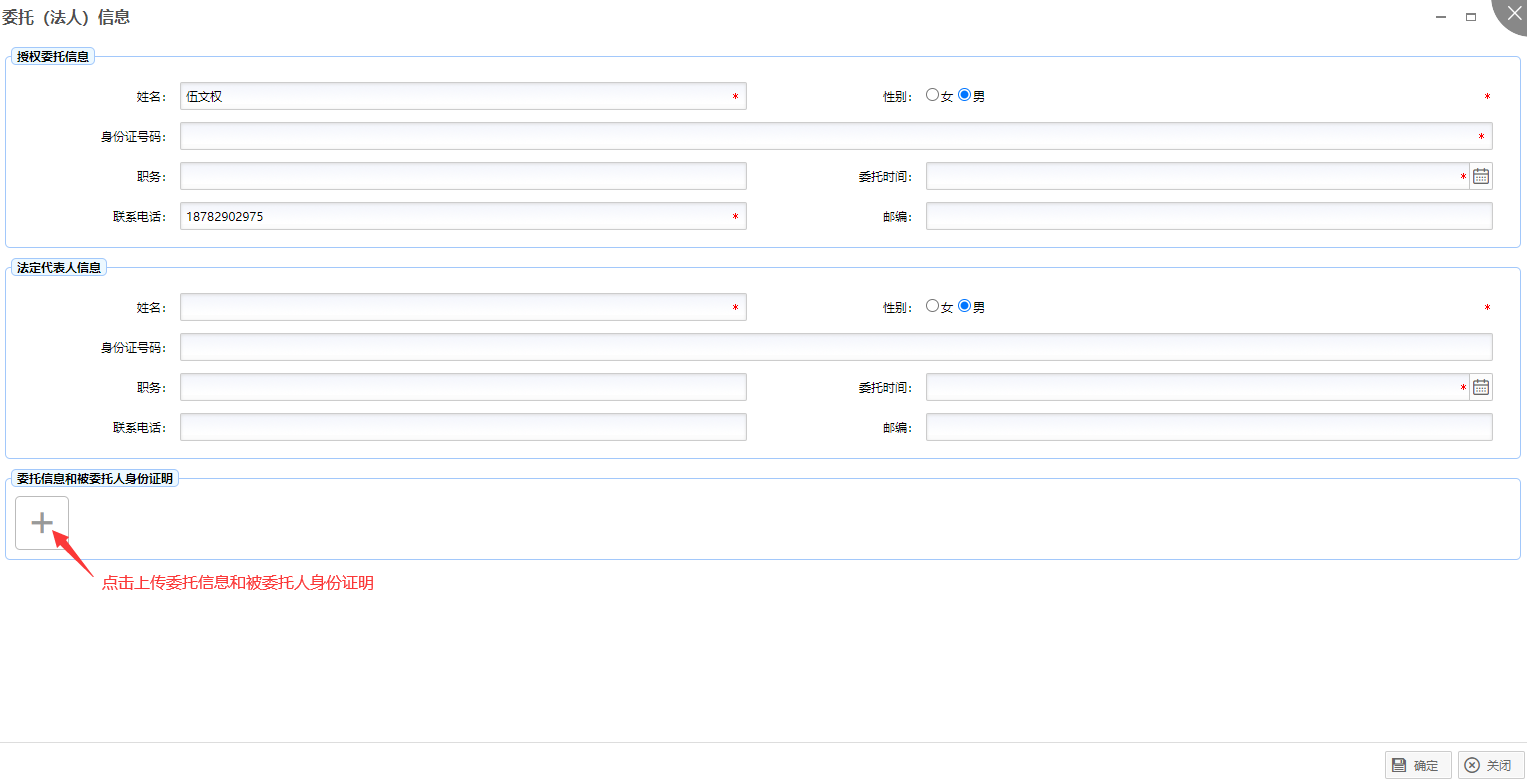 委托（法人）信息
授权委托信息
姓名： 伍文权 * 性别： 女 男 *
身份证号码： *
职务： 委托时间： *
联系电话： 18782902975 * 邮编：
法定代表人信息
姓名： * 性别： 女 男 *
身份证号码：
职务： 委托时间： *
联系电话： 邮编：
委托信息和被委托人身份证明
点击上传委托信息和被委托人身份证明
确定 关闭